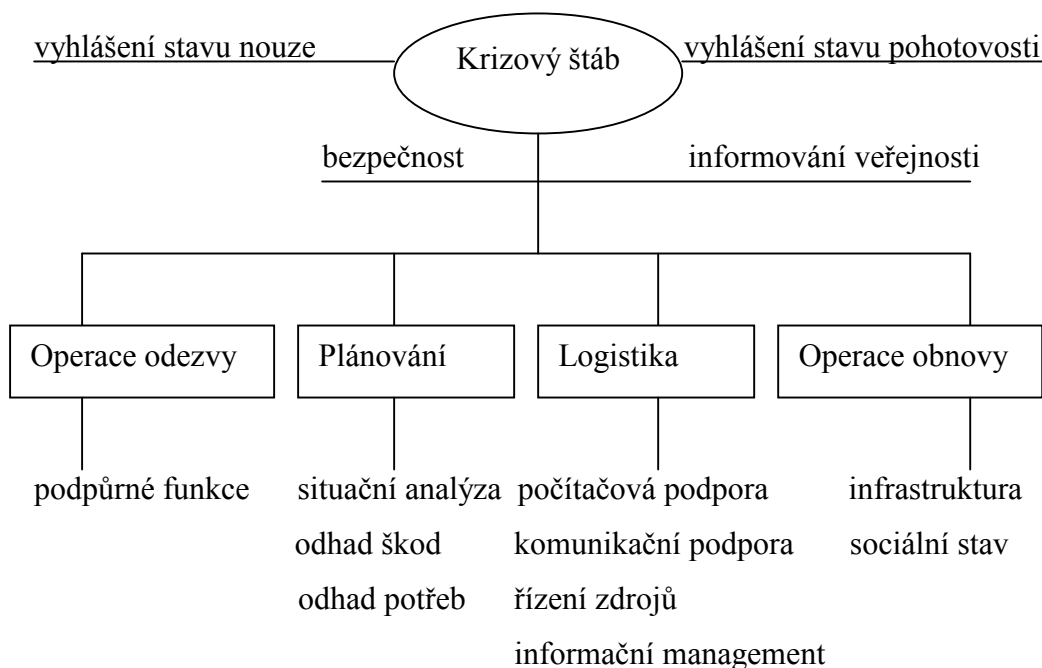 vyhlášení stavu nouze
Krizový štáb
vyhlášení stavu pohotovosti
bezpečnost
informování veřejnosti
Operace odezvy
Plánování
Logistika
Operace obnovy
podpůrné funkce
situační analýza
odhad škod
odhad potřeb
počítačová podpora
komunikační podpora
řízení zdrojů
informační management
infrastruktura
sociální stav